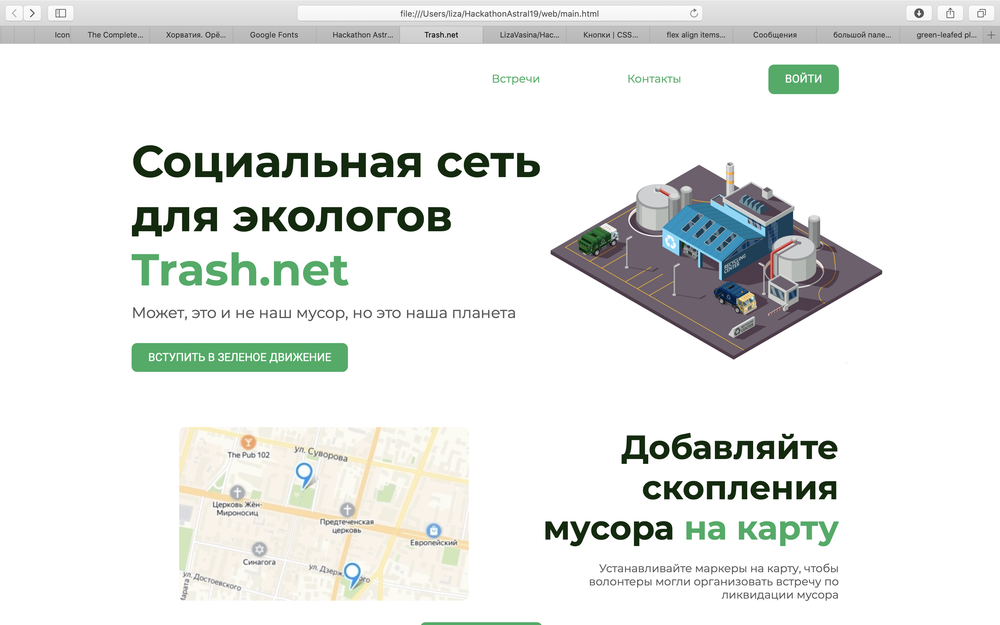 file:///Users/liza/HackathonAstral19/web/main.html
Icon
The Complete...
Хорватия. Орё...
Google Fonts
Hackathon Astr...
Trash.net
LizaVasina/Hac...
Кнопки | CSS...
flex align items...
Сообщения
большой пале...
green-leafed pl...
Встречи
Контакты
ВОЙТИ
Социальная сеть
для экологов
Trash.net
Может, это и не наш мусор, но это наша планета
ВСТУПИТЬ В ЗЕЛЕНОЕ ДВИЖЕНИЕ
RECYCLING
CENTER
RECYCLING
CENTER
The Pub 102
ул. Суворова
Церковь Жён-
Мироносиц
Предтеченская
церковь
Европейский
Синагога
ул. Дзерж
ого
ул. Достоевского
Марата
Добавляйте
скопления
мусора на карту
Устанавливайте маркеры на карту, чтобы
волонтеры могли организовать встречу по
ликвидации мусора